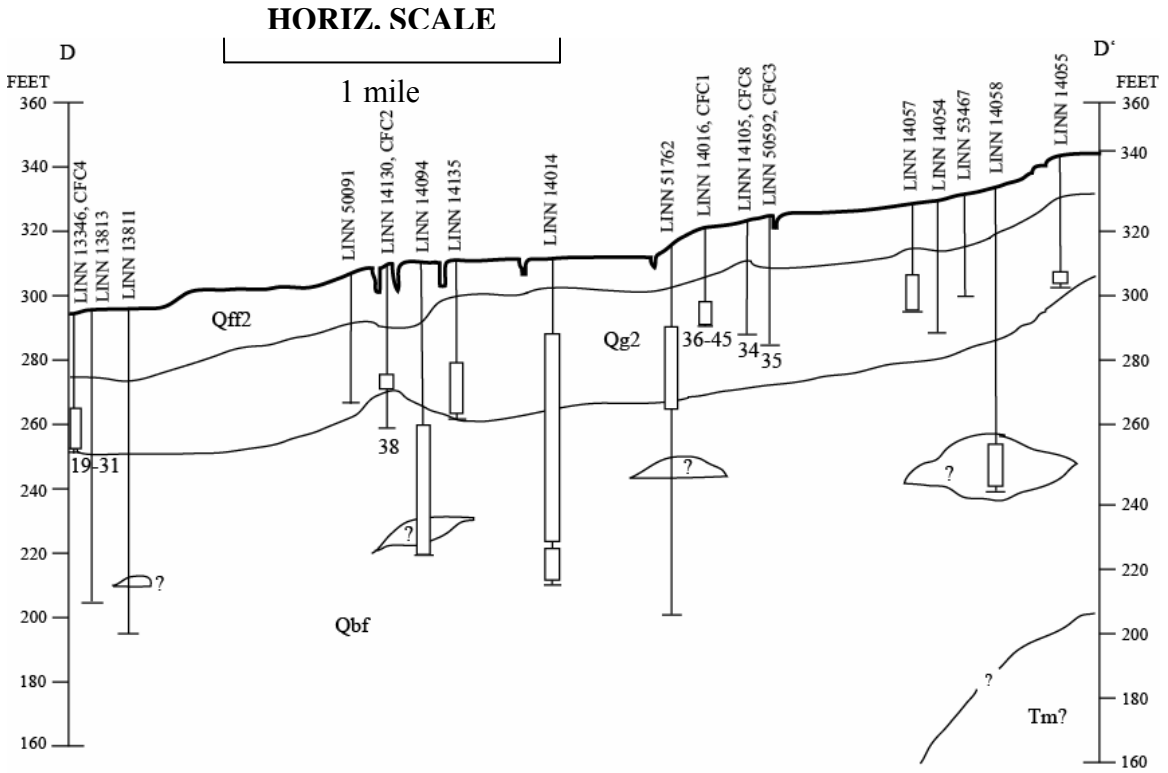 HORIZ. SCALE
1 mile
D
D‘
FEET
FEET
360
340
320
300
280
260
240
220
200
180
160
360
340
320
300
280
260
240
220
200
180
160
LINN 13346, CFC4
LINN 13813
LINN 13811
LINN 50091
LINN 14130, CFC2
LINN 14094
LINN 14135
LINN 14014
LINN 51762
LINN 14016, CFC1
LINN 14105, CFC8
LINN 50592, CFC3
LINN 14057
LINN 14054
LINN 53467
LINN 14058
LINN 14055
Qff2
Qg2
36-45
34
35
38
19-31
?
?
?
?
Qbf
?
Tm?